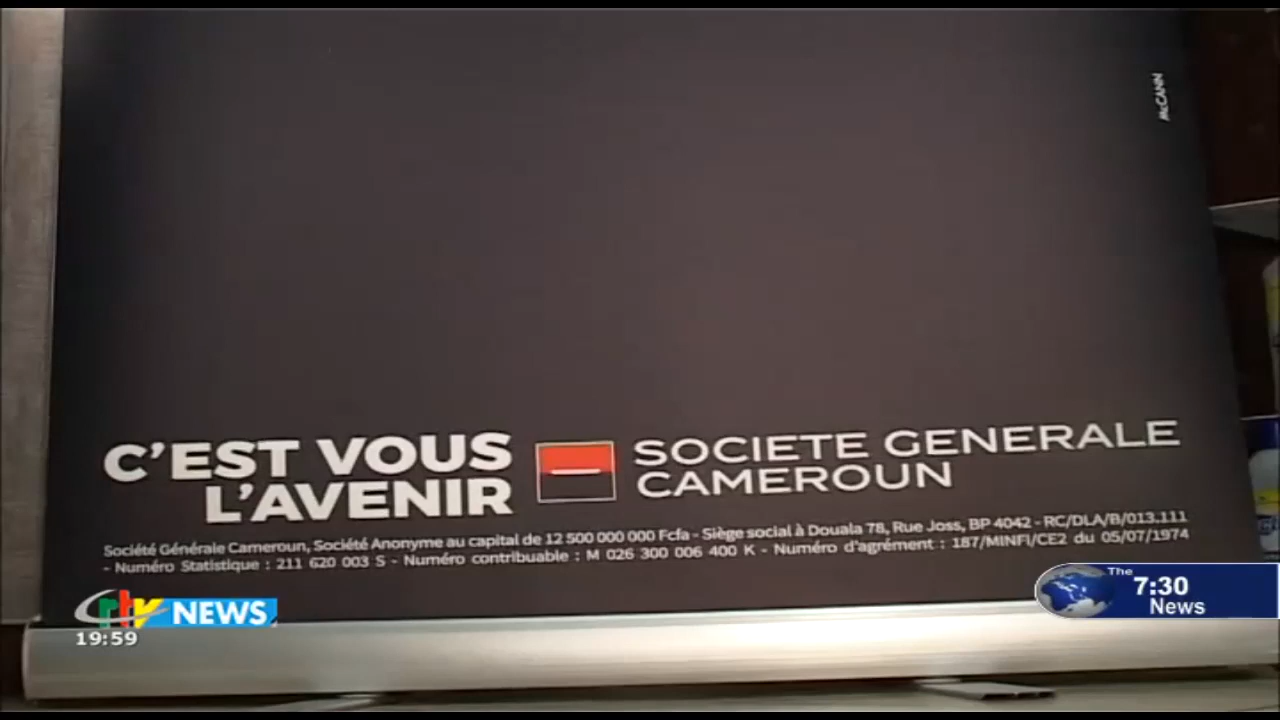 McCANN
C'EST VOUS
L'AVENIR
SOCIETE GENERALE
CAMEROUN
Société Générale Cameroun, Société Anonyme au capital de 12 500 000 000 Fcfa - Siège social à Douala 78, Rue Joss, BP 4042 - RC/DLA/B/013.111
- Numéro Statistique : 211 620 003 S - Numéro contribuable : M 026 300 006 400 K - Numéro d'agrément : 187/MINFI/CE2 du 05/07/1974
crtv NEWS
19:59
The
7:30
News